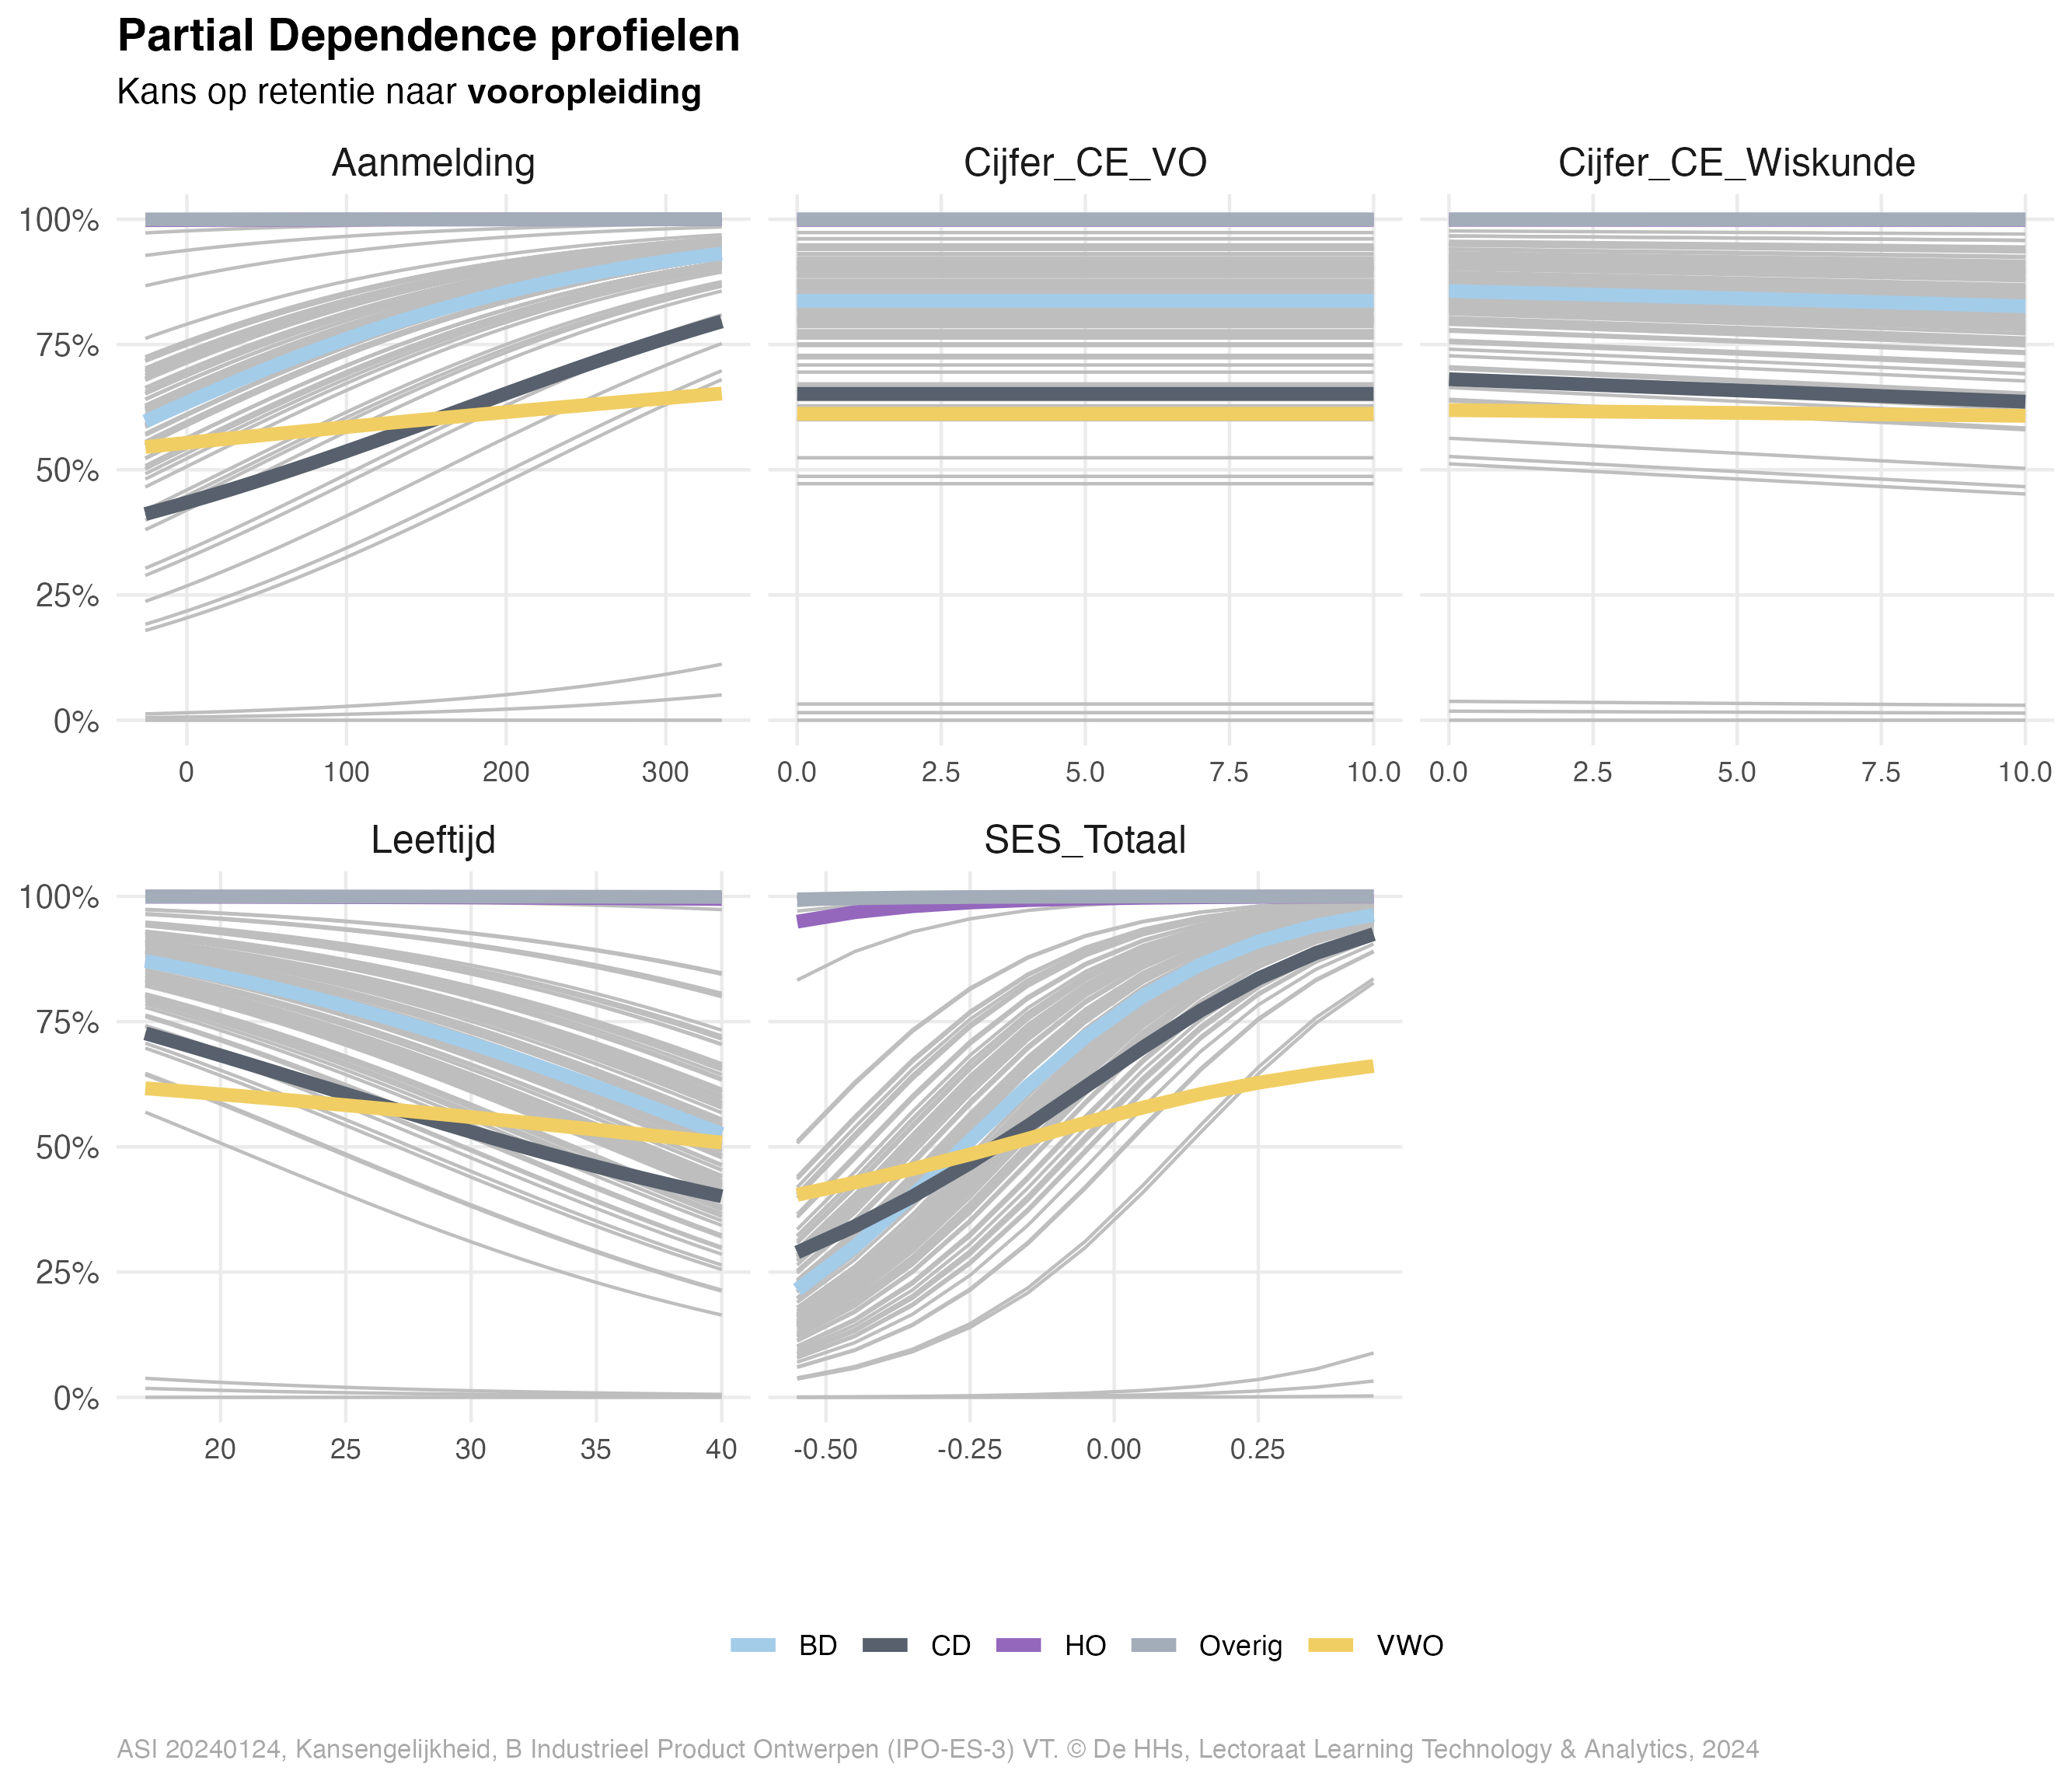 Partial Dependence profielen
Kans op retentie naar vooropleiding
Aanmelding
Cijfer_CE_VO
Cijfer_CE_Wiskunde
100%
75%
50%
25%
0%
0 100 200 300
0.0 2.5 5.0 7.5 10.0
0.0 2.5 5.0 7.5 10.0
Leeftijd
SES_Totaal
100%
75%
50%
25%
0%
20 25 30 35 40
-0.50 -0.25 0.00 0.25
BD CD HO Overig VWO
ASI 20240124, Kansengelijkheid, B Industrieel Product Ontwerpen (IPO-ES-3) VT. © De HHs, Lectoraat Learning Technology & Analytics, 2024